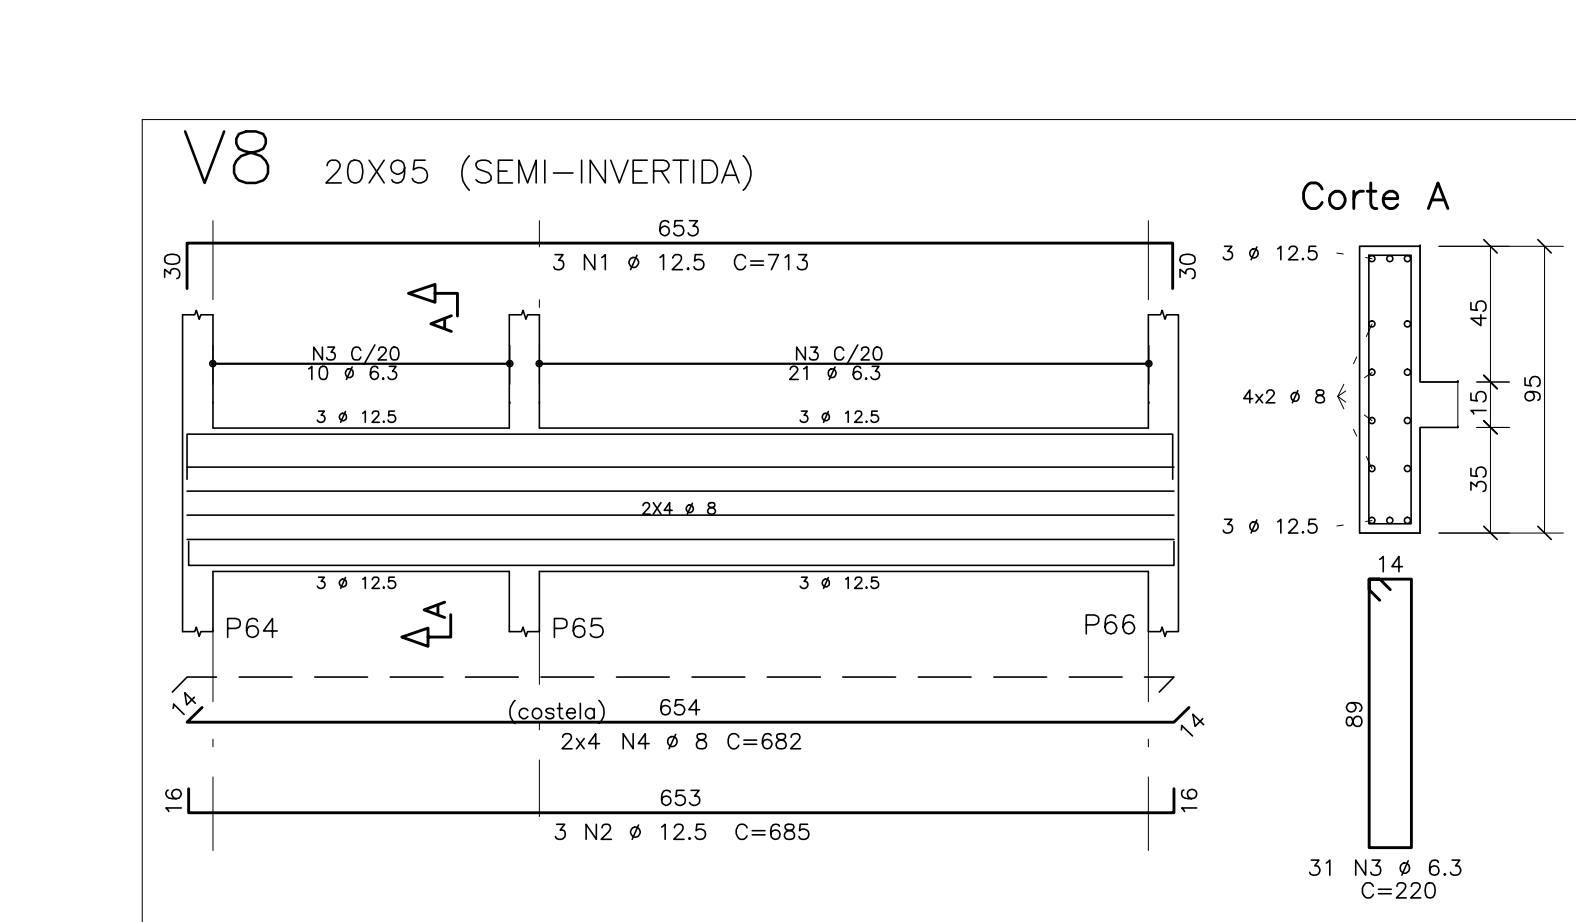 V8 20X95 (SEMI-INVERTIDA)
Corte A
653
30
3 N1 ø 12.5 C=713
30
A
N3 C/20
10 ø 6.3
N3 C/20
21 ø 6.3
3 ø 12.5
3 ø 12.5
2X4 ø 8
3 ø 12.5
3 ø 12.5
A
P64
P65
P66
14
(costela)
654
14
2x4 N4 ø 8 C=682
16
653
16
3 N2 ø 12.5 C=685
3 ø 12.5
4x2 ø 8
3 ø 12.5
45
15
35
95
14
89
31 N3 ø 6.3
C=220